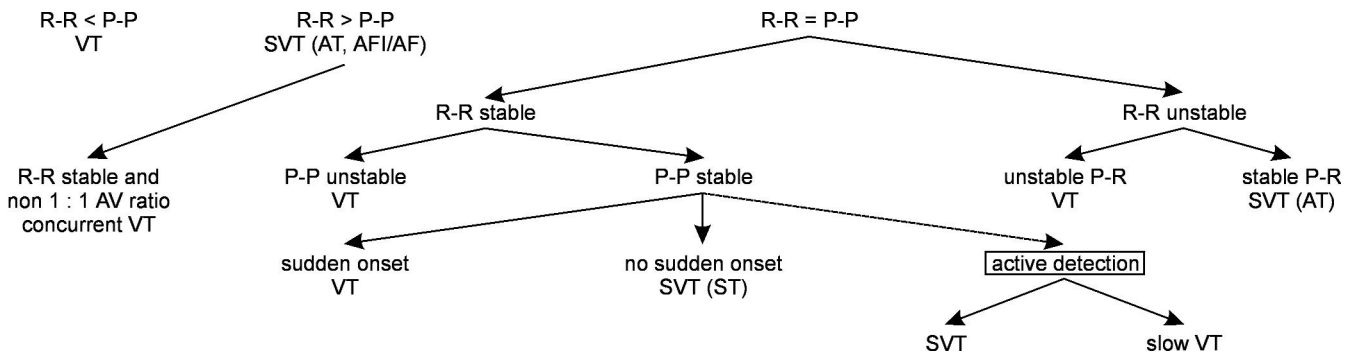 R-R < P-P
VT
R-R > P-P
SVT (AT, AFI/AF)
R-R = P-P
R-R stable
R-R unstable
R-R stable and
non 1 : 1 AV ratio
concurrent VT
P-P unstable
VT
P-P stable
unstable P-R
VT
stable P-R
SVT (AT)
sudden onset
VT
no sudden onset
SVT (ST)
active detection
SVT
slow VT